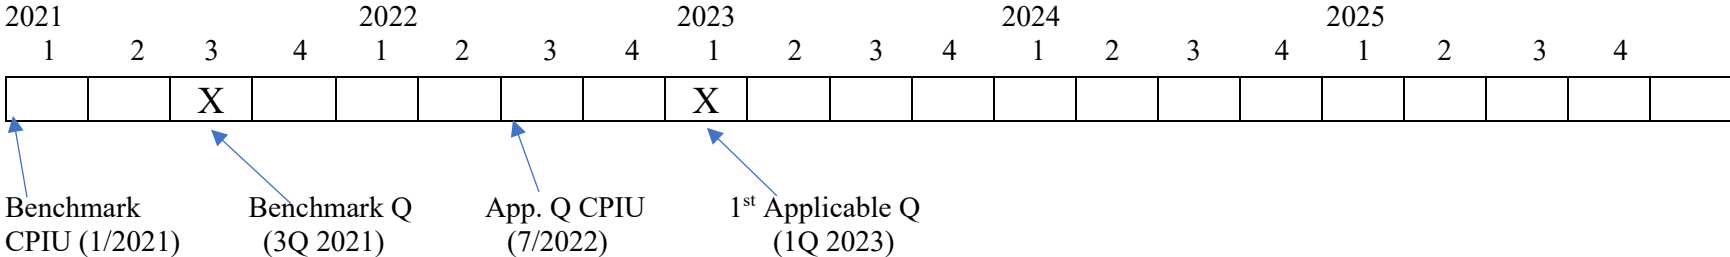 2021 2022 2023 2024 2025
1 2 3 4 1 2 3 4 1 2 3 4 1 2 3 4 1 2 3 4
X X
Benchmark Benchmark Q App. Q CPIU 1st Applicable Q
CPIU (1/2021) (3Q 2021) (7/2022) (1Q 2023)